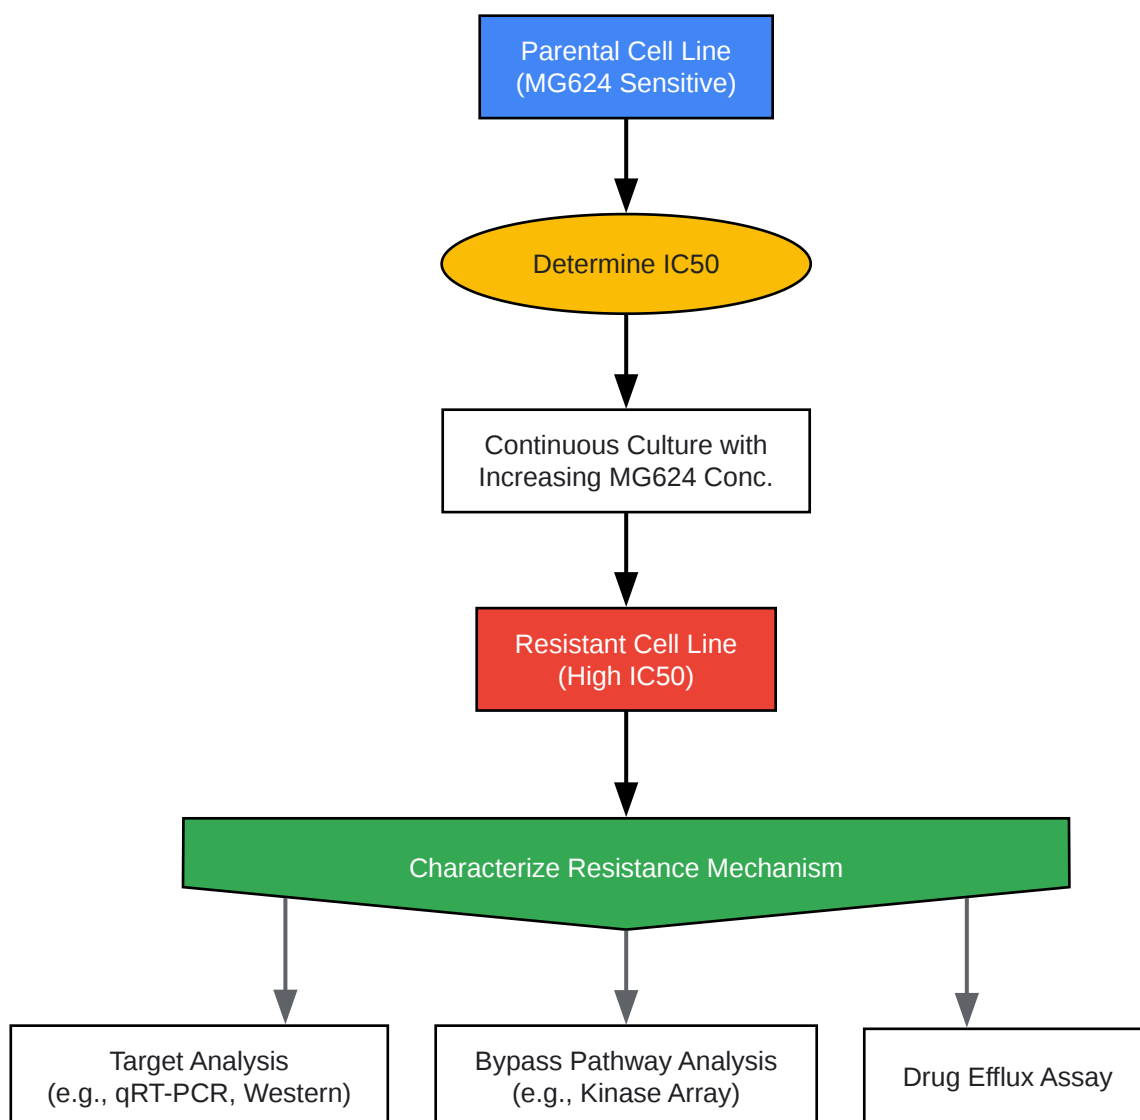 Parental Cell Line
(MG624 Sensitive)
Determine IC50
Continuous Culture with
Increasing MG624 Conc.
Resistant Cell Line
(High IC50)
Characterize Resistance Mechanism
Target Analysis
(e.g., qRT-PCR, Western)
Bypass Pathway Analysis
(e.g., Kinase Array)
Drug Efflux Assay